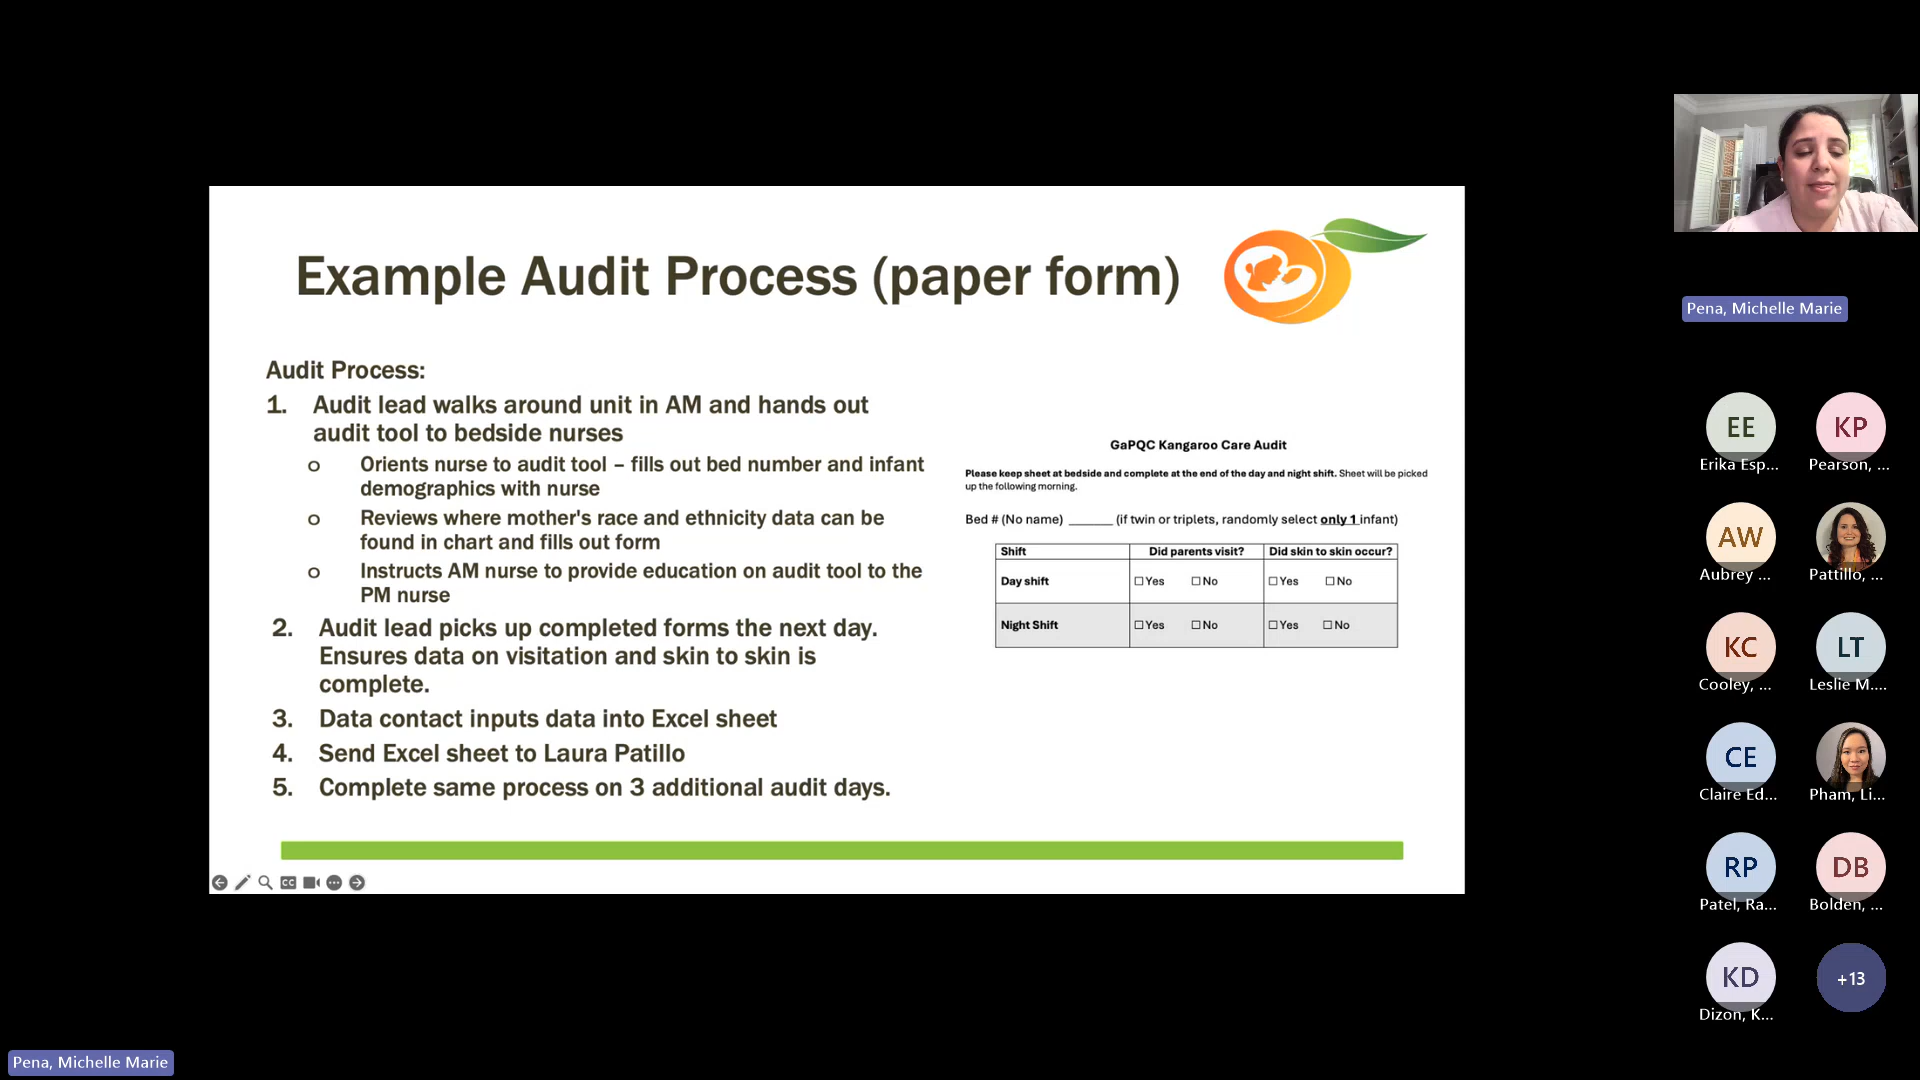 Example Audit Process (paper form)
Audit Process:
1. Audit lead walks around unit in AM and hands out
audit tool to bedside nurses
o Orients nurse to audit tool – fills out bed number and infant
demographics with nurse
o Reviews where mother's race and ethnicity data can be
found in chart and fills out form
o Instructs AM nurse to provide education on audit tool to the
PM nurse
2. Audit lead picks up completed forms the next day.
Ensures data on visitation and skin to skin is
complete.
3. Data contact inputs data into Excel sheet
4. Send Excel sheet to Laura Patillo
5. Complete same process on 3 additional audit days.
GaPQC Kangaroo Care Audit
Please keep sheet at bedside and complete at the end of the day and night shift. Sheet will be picked
up the following morning.
Bed # (No name) ______ (if twin or triplets, randomly select only 1 infant)
Shift Did parents visit? Did skin to skin occur?
Day shift ☐ Yes ☐ No ☐ Yes ☐ No
Night Shift ☐ Yes ☐ No ☐ Yes ☐ No
CC
Pena, Michelle Marie
EE KP
Erika Esp... Pearson, ...
AW
Aubrey ... Pattillo, ...
KC LT
Cooley, ... Leslie M....
CE
Claire Ed... Pham, Li...
RP DB
Patel, Ra... Bolden, ...
KD +13
Dizon, K...
Pena, Michelle Marie